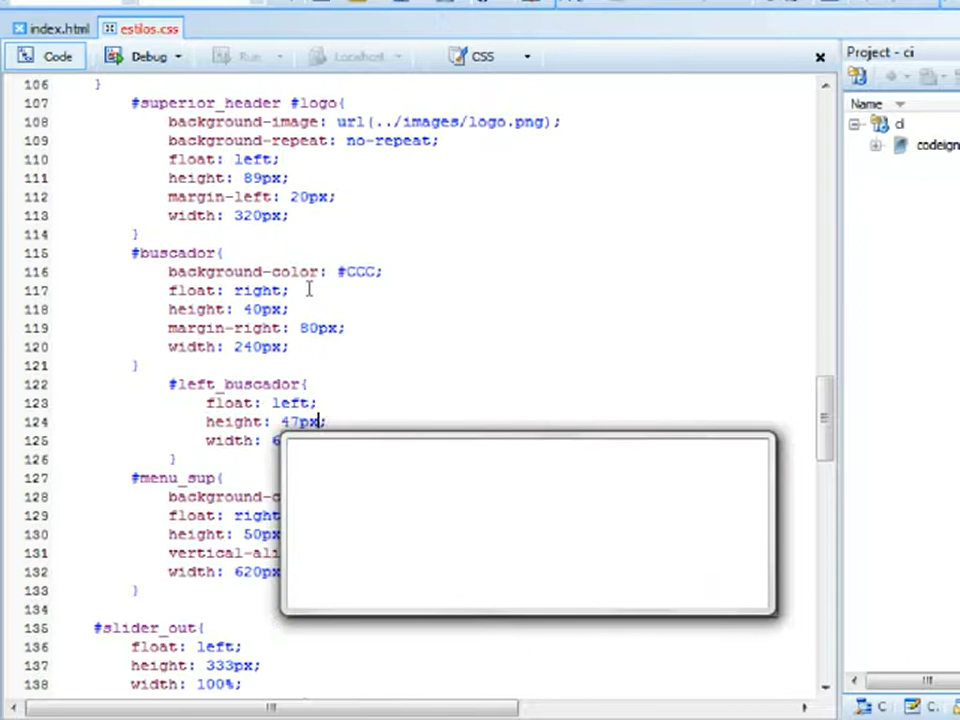 index.html estilos.css
Code Debug Run Localhost CSS
Project - ci
Name
ci
codeign
106 }
107 #superior_header #logo{
108 background-image: url(../images/logo.png);
109 background-repeat: no-repeat;
110 float: left;
111 height: 89px;
112 margin-left: 20px;
113 width: 320px;
114 }
115 #buscador{
116 background-color: #CCC;
117 float: right;
118 height: 40px;
119 margin-right: 80px;
120 width: 240px;
121 }
122 #left_buscador{
123 float: left;
124 height: 47px;
125 width: 6
126 }
127 #menu_sup{
128 background-c
129 float: right
130 height: 50px
131 vertical-ali
132 width: 620px
133 }
134
135 #slider_out{
136 float: left;
137 height: 333px;
138 width: 100%;
C C.